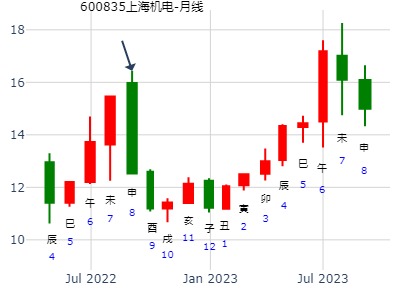 600835上海机电-月线
18
16
14
12
10
辰
4
巳
5
午
6
未
7
申
8
酉
9
戌
10
亥
11
子
12
丑
1
寅
2
卯
3
辰
4
巳
5
午
6
未
7
申
8
Jul 2022
Jan 2023
Jul 2023